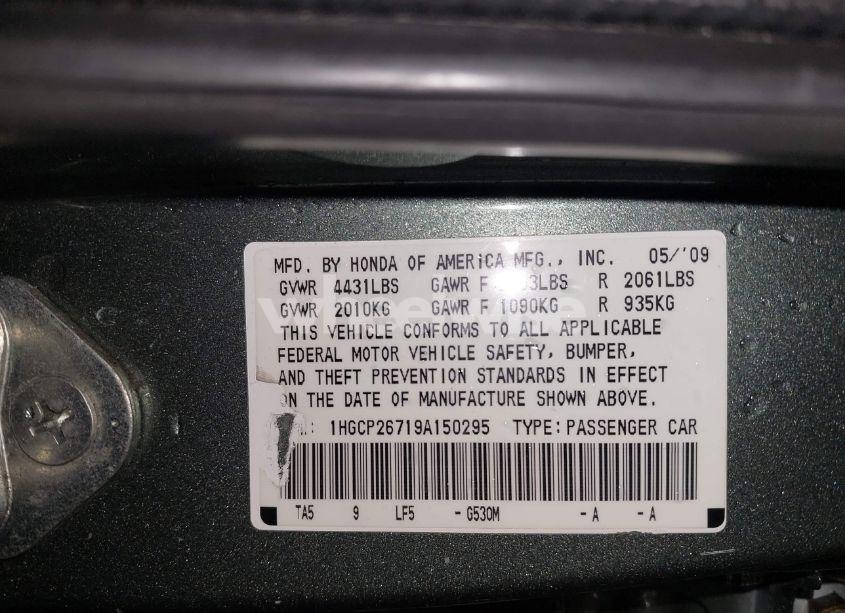 MFD. BY HONDA OF AMERICA MFG., INC. 05/'09
GVWR 4431LBS GAWR F LBS R 2061LBS
GVWR 2010KG GAWR F 1090KG R 935KG
THIS VEHICLE CONFORMS TO ALL APPLICABLE
FEDERAL MOTOR VEHICLE SAFETY, BUMPER,
AND THEFT PREVENTION STANDARDS IN EFFECT
ON THE DATE OF MANUFACTURE SHOWN ABOVE.
1HGCP26719A150295 TYPE: PASSENGER CAR
TA5 9 LF5 - G530M - A - A